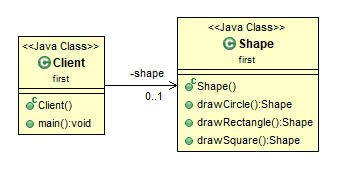 <<Java Class>>
Client
first
Client()
main():void
-shape
0..1
<<Java Class>>
Shape
first
Shape()
drawCircle():Shape
drawRectangle():Shape
drawSquare():Shape